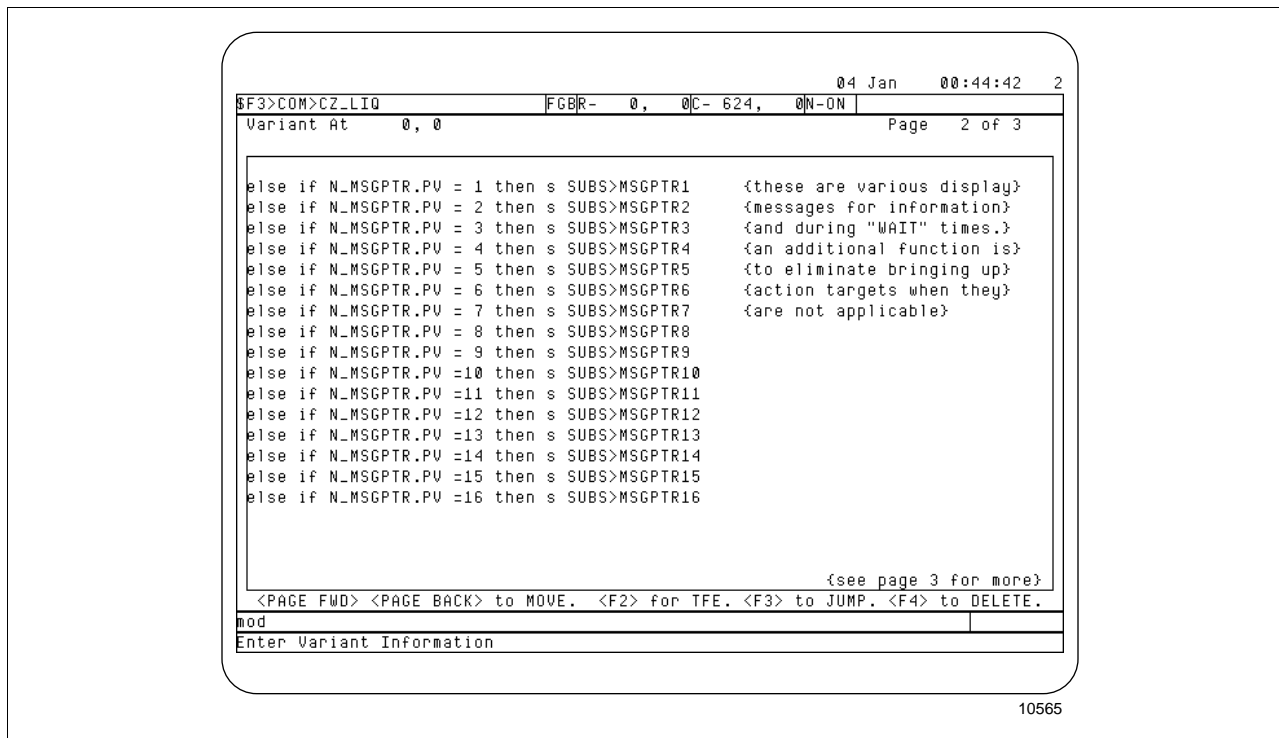 04 Jan 00:44:42 2
$F3>COM>CZ_LIQ FGBR- 0, 0C- 624, 0N-ON
Variant At 0, 0 Page 2 of 3
else if N_MSGPTR.PV = 1 then s SUBS>MSGPTR1 {these are various display}
else if N_MSGPTR.PV = 2 then s SUBS>MSGPTR2 {messages for information}
else if N_MSGPTR.PV = 3 then s SUBS>MSGPTR3 {and during "WAIT" times.}
else if N_MSGPTR.PV = 4 then s SUBS>MSGPTR4 {an additional function is}
else if N_MSGPTR.PV = 5 then s SUBS>MSGPTR5 {to eliminate bringing up}
else if N_MSGPTR.PV = 6 then s SUBS>MSGPTR6 {action targets when they}
else if N_MSGPTR.PV = 7 then s SUBS>MSGPTR7 {are not applicable}
else if N_MSGPTR.PV = 8 then s SUBS>MSGPTR8
else if N_MSGPTR.PV = 9 then s SUBS>MSGPTR9
else if N_MSGPTR.PV =10 then s SUBS>MSGPTR10
else if N_MSGPTR.PV =11 then s SUBS>MSGPTR11
else if N_MSGPTR.PV =12 then s SUBS>MSGPTR12
else if N_MSGPTR.PV =13 then s SUBS>MSGPTR13
else if N_MSGPTR.PV =14 then s SUBS>MSGPTR14
else if N_MSGPTR.PV =15 then s SUBS>MSGPTR15
else if N_MSGPTR.PV =16 then s SUBS>MSGPTR16
{see page 3 for more}
<PAGE FWD> <PAGE BACK> to MOVE. <F2> for TFE. <F3> to JUMP. <F4> to DELETE.
mod
Enter Variant Information
10565